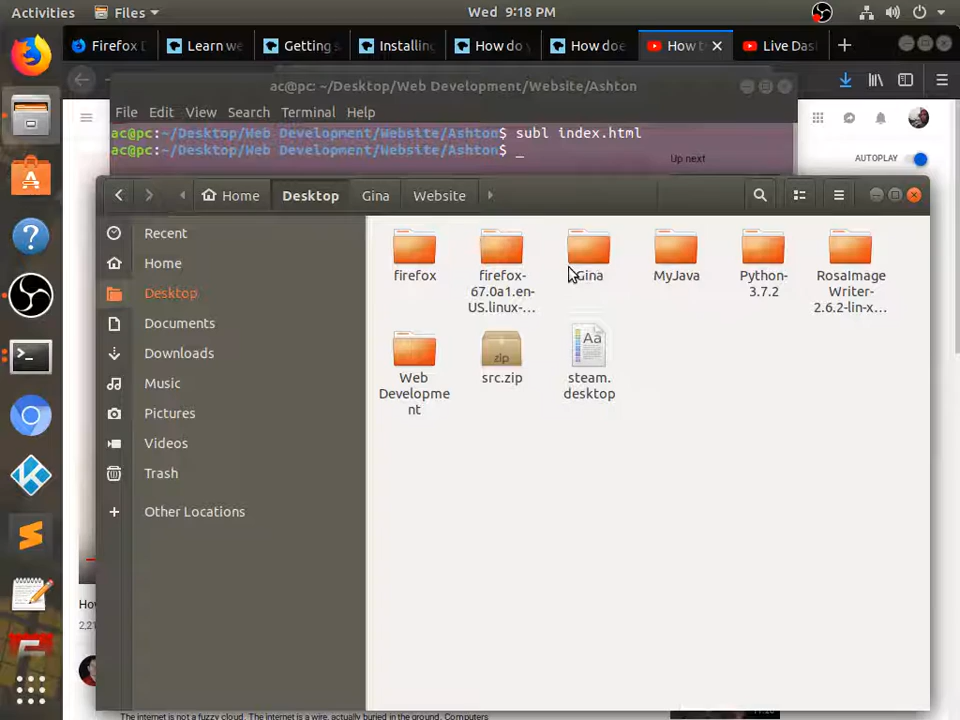 Activities Files Wed 9:18 PM
Firefox D Learn we Getting s Installin How do y How doe How to Live Das
ac@pc: ~/Desktop/Web Development/Website/Ashton
File Edit View Search Terminal Help
ac@pc:~/Desktop/Web Development/Website/Ashton$ subl index.html
ac@pc:~/Desktop/Web Development/Website/Ashton$ _
Up next
AUTOPLAY
Home Desktop Gina Website
Recent
Home
Desktop
Documents
Downloads
Music
Pictures
Videos
Trash
Other Locations
firefox
firefox-
67.0a1.en-
US.linux-...
Gina
MyJava
Python-
3.7.2
RosaImage
Writer-
2.6.2-lin-x...
Web
Developme
nt
zip
src.zip
Aa
steam.
desktop
How
2,21
The internet is not a fuzzy cloud. The internet is a wire, actually buried in the ground. Computers